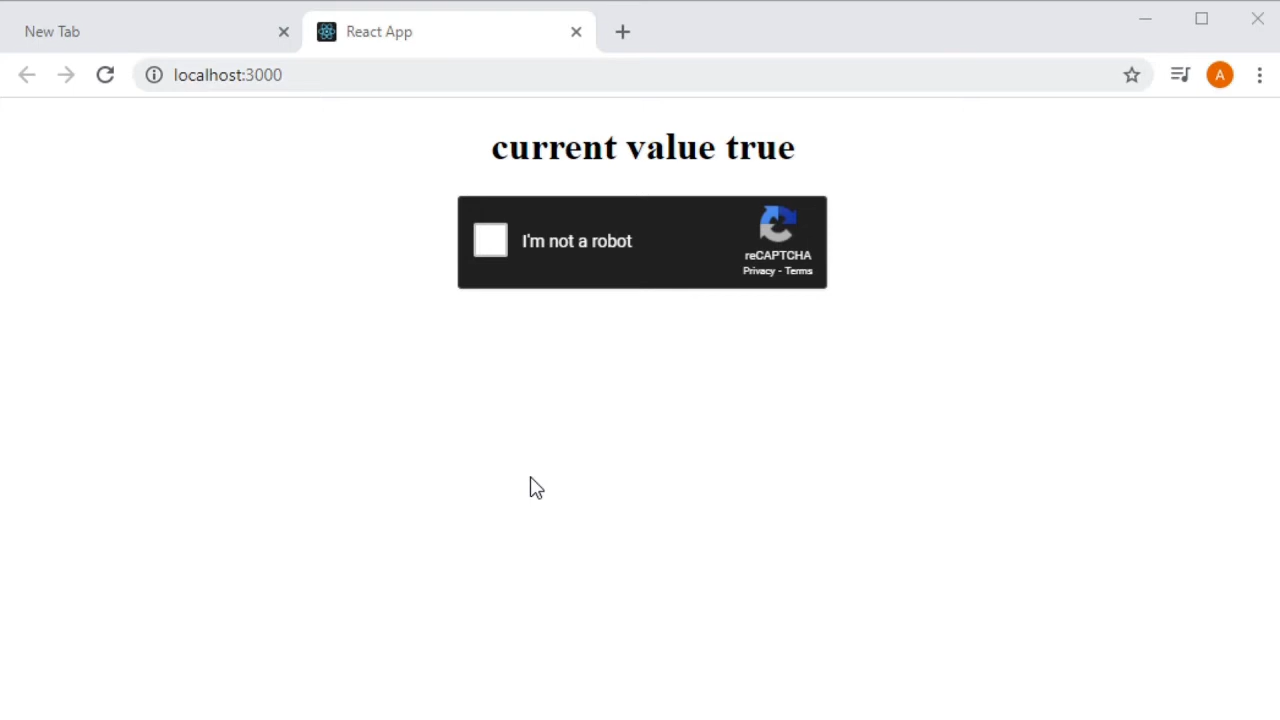 New Tab
React App
localhost:3000
A
current value true
I'm not a robot
reCAPTCHA
Privacy - Terms